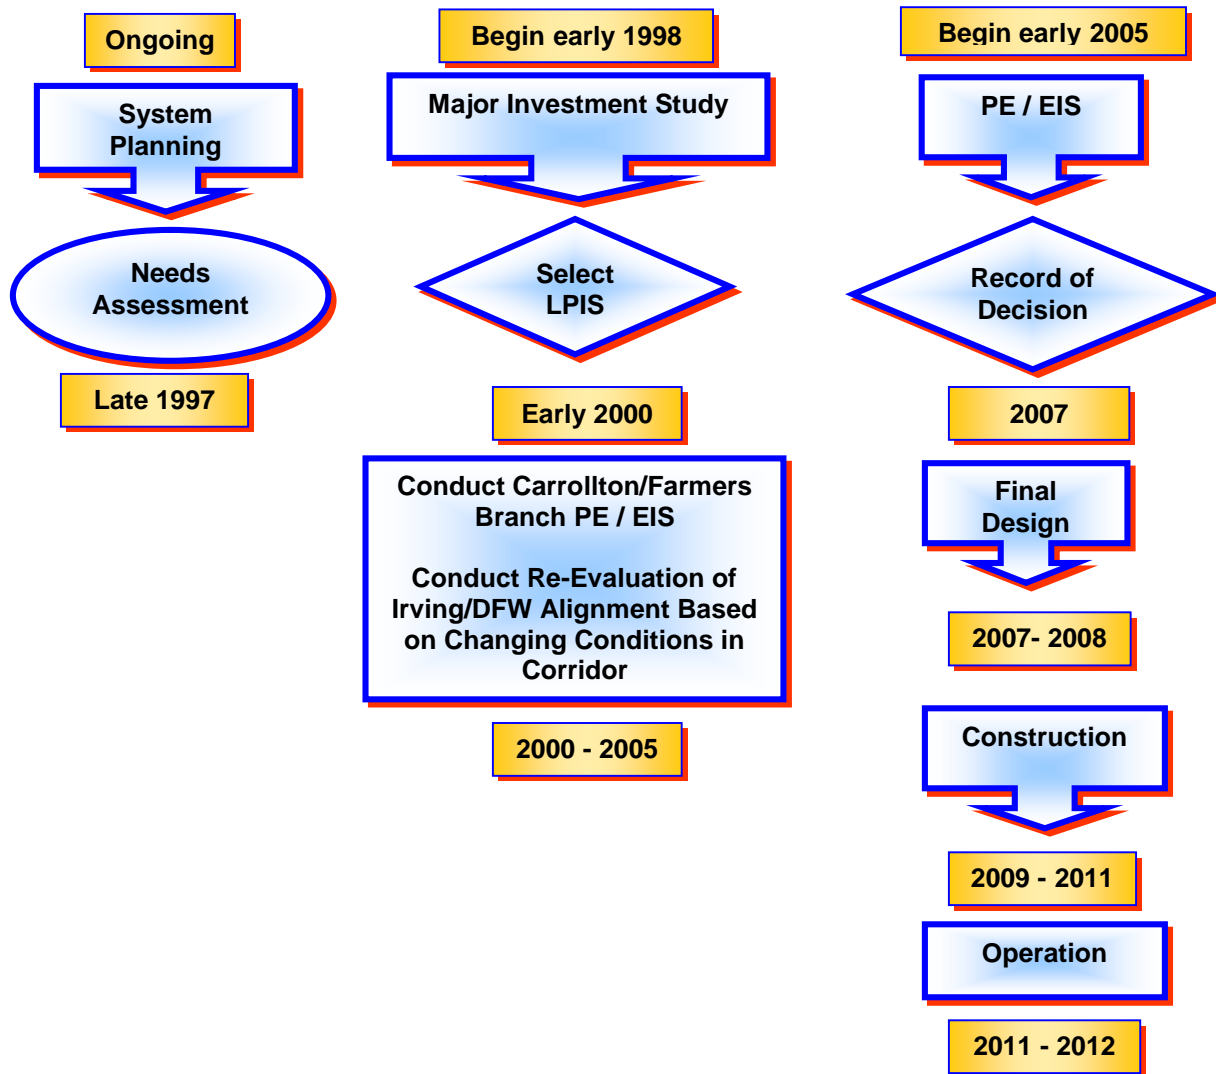 Ongoing
System
Planning
Needs
Assessment
Late 1997
Begin early 1998
Major Investment Study
Select
LPIS
Early 2000
Conduct Carrollton/Farmers
Branch PE / EIS
Conduct Re-Evaluation of
Irving/DFW Alignment Based
on Changing Conditions in
Corridor
2000 - 2005
Begin early 2005
PE / EIS
Record of
Decision
2007
Final
Design
2007- 2008
Construction
2009 - 2011
Operation
2011 - 2012